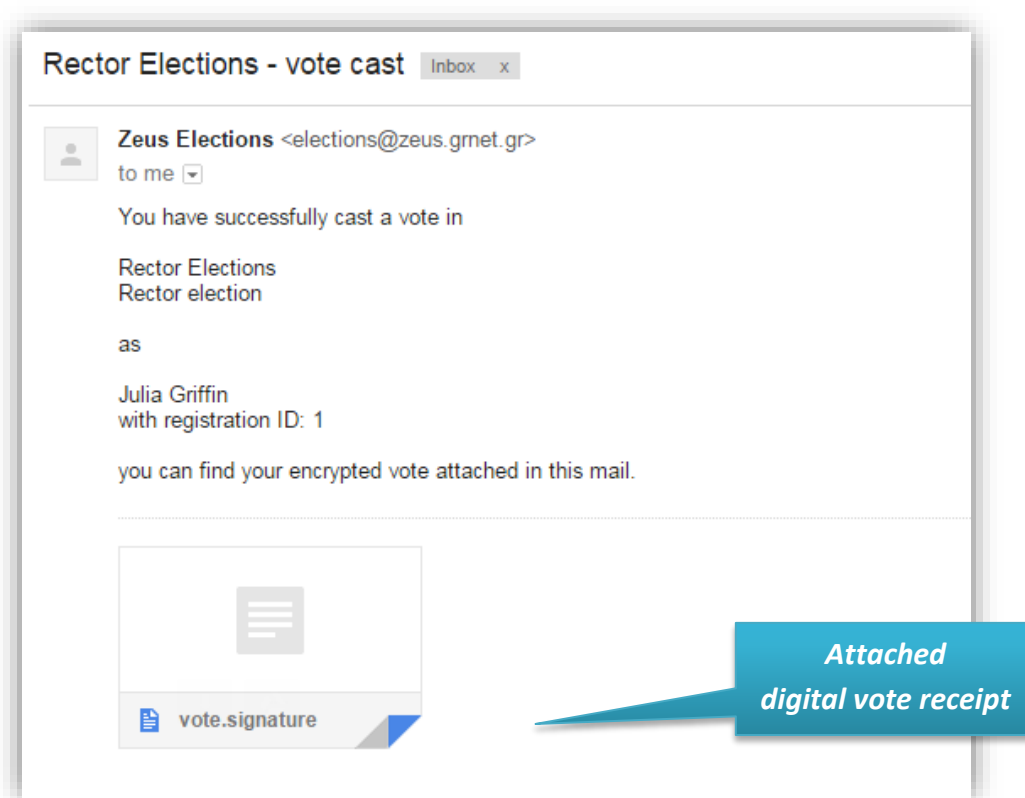 Rector Elections - vote cast Inbox x
Zeus Elections <elections@zeus.grnet.gr>
to me
You have successfully cast a vote in
Rector Elections
Rector election
as
Julia Griffin
with registration ID: 1
you can find your encrypted vote attached in this mail.
vote.signature
Attached
digital vote receipt